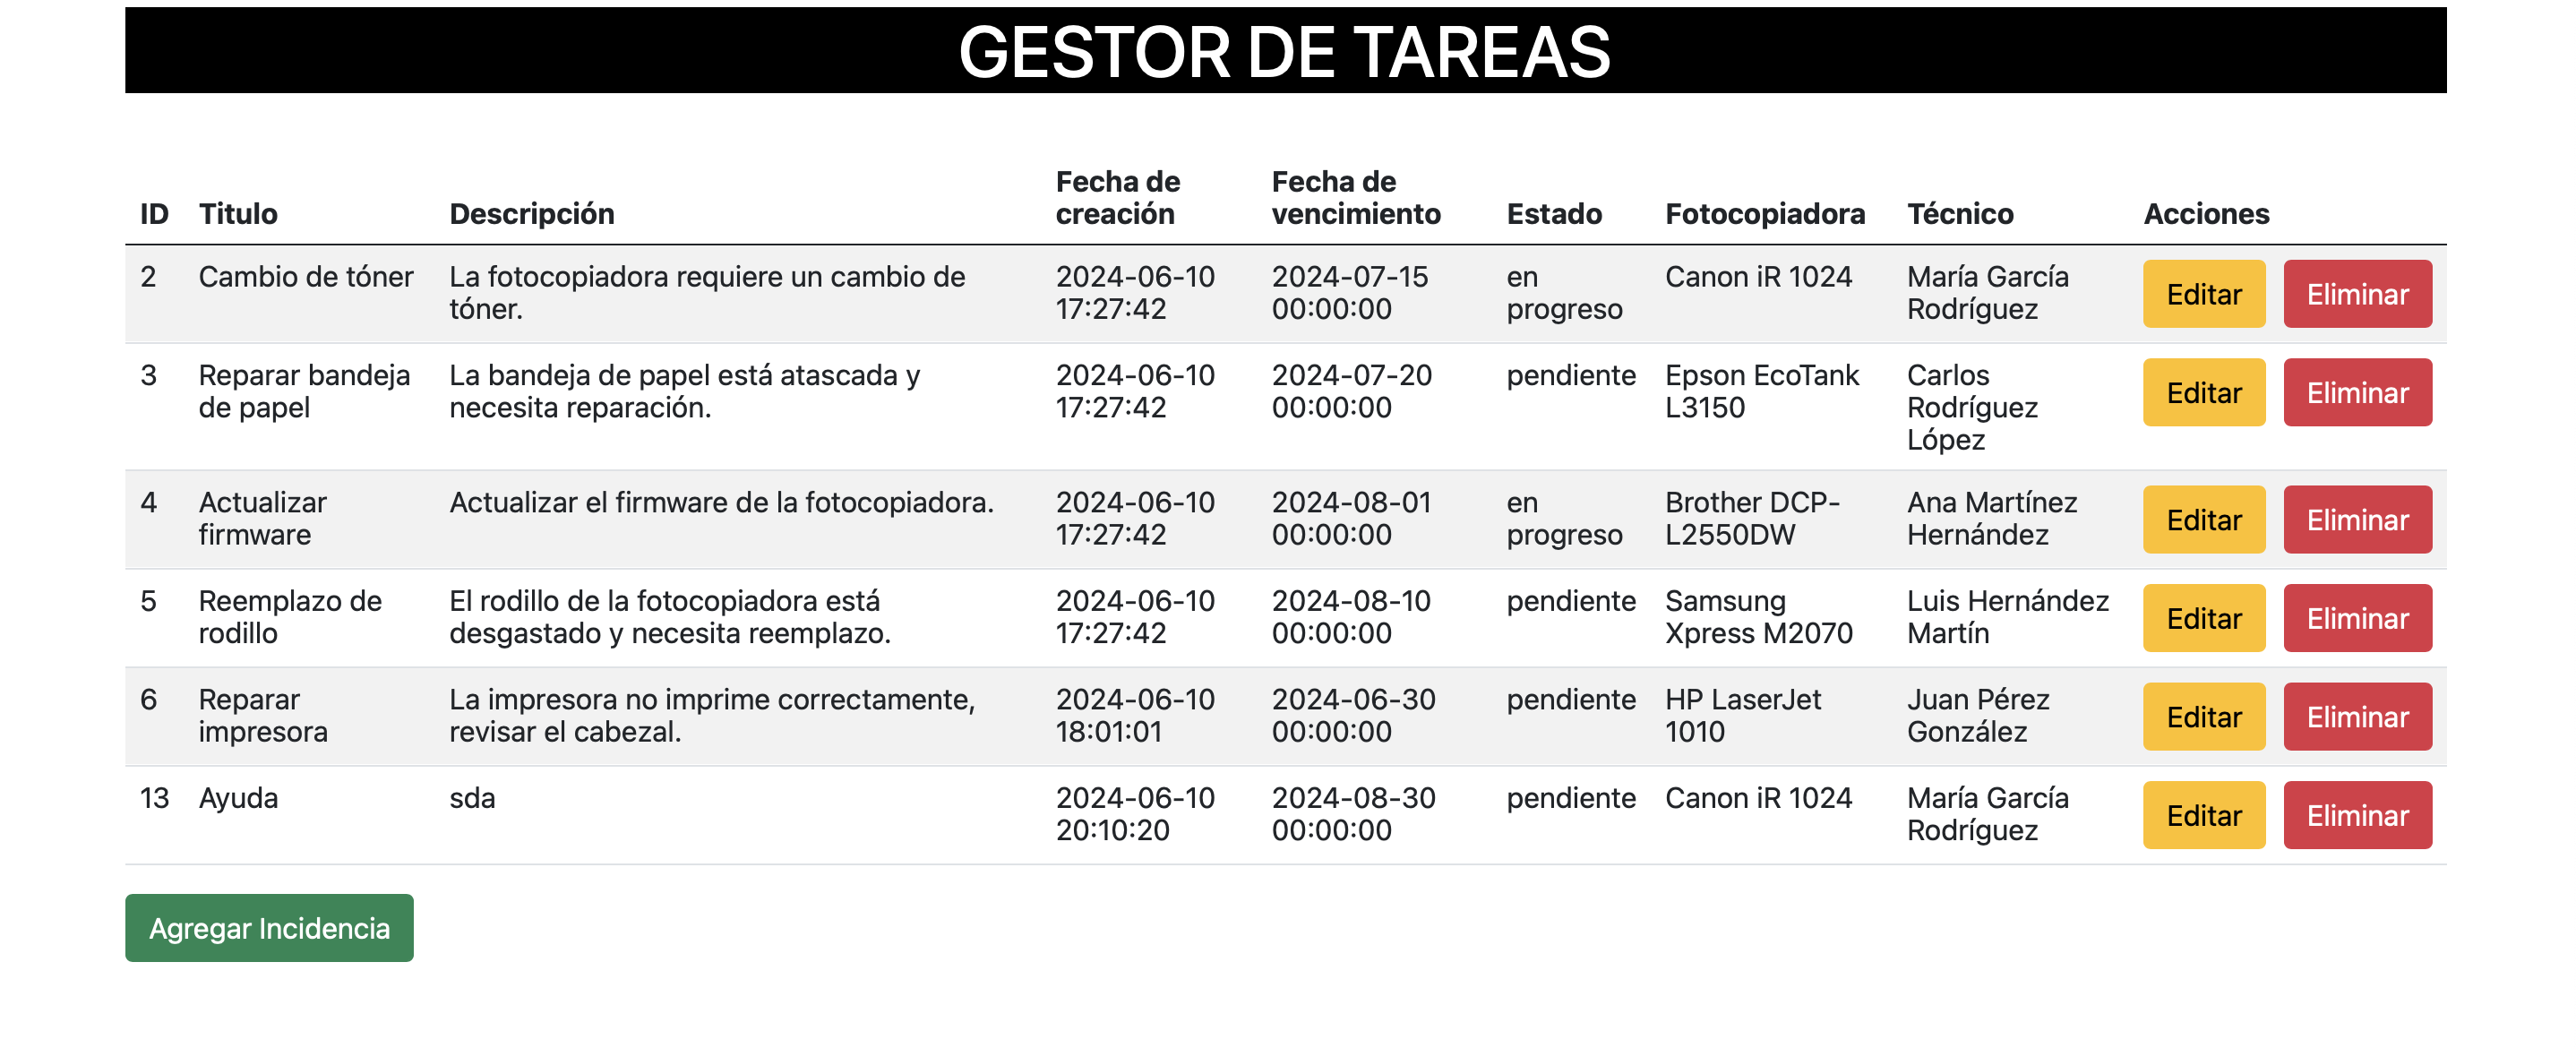 GESTOR DE TAREAS
ID Titulo Descripción Fecha de creación Fecha de vencimiento Estado Fotocopiadora Técnico Acciones
2 Cambio de tóner La fotocopiadora requiere un cambio de tóner. 2024-06-10 17:27:42 2024-07-15 00:00:00 en progreso Canon iR 1024 María García Rodríguez Editar Eliminar
3 Reparar bandeja de papel La bandeja de papel está atascada y necesita reparación. 2024-06-10 17:27:42 2024-07-20 00:00:00 pendiente Epson EcoTank L3150 Carlos Rodríguez López Editar Eliminar
4 Actualizar firmware Actualizar el firmware de la fotocopiadora. 2024-06-10 17:27:42 2024-08-01 00:00:00 en progreso Brother DCP-L2550DW Ana Martínez Hernández Editar Eliminar
5 Reemplazo de rodillo El rodillo de la fotocopiadora está desgastado y necesita reemplazo. 2024-06-10 17:27:42 2024-08-10 00:00:00 pendiente Samsung Xpress M2070 Luis Hernández Martín Editar Eliminar
6 Reparar impresora La impresora no imprime correctamente, revisar el cabezal. 2024-06-10 18:01:01 2024-06-30 00:00:00 pendiente HP LaserJet 1010 Juan Pérez González Editar Eliminar
13 Ayuda sda 2024-06-10 20:10:20 2024-08-30 00:00:00 pendiente Canon iR 1024 María García Rodríguez Editar Eliminar
Agregar Incidencia